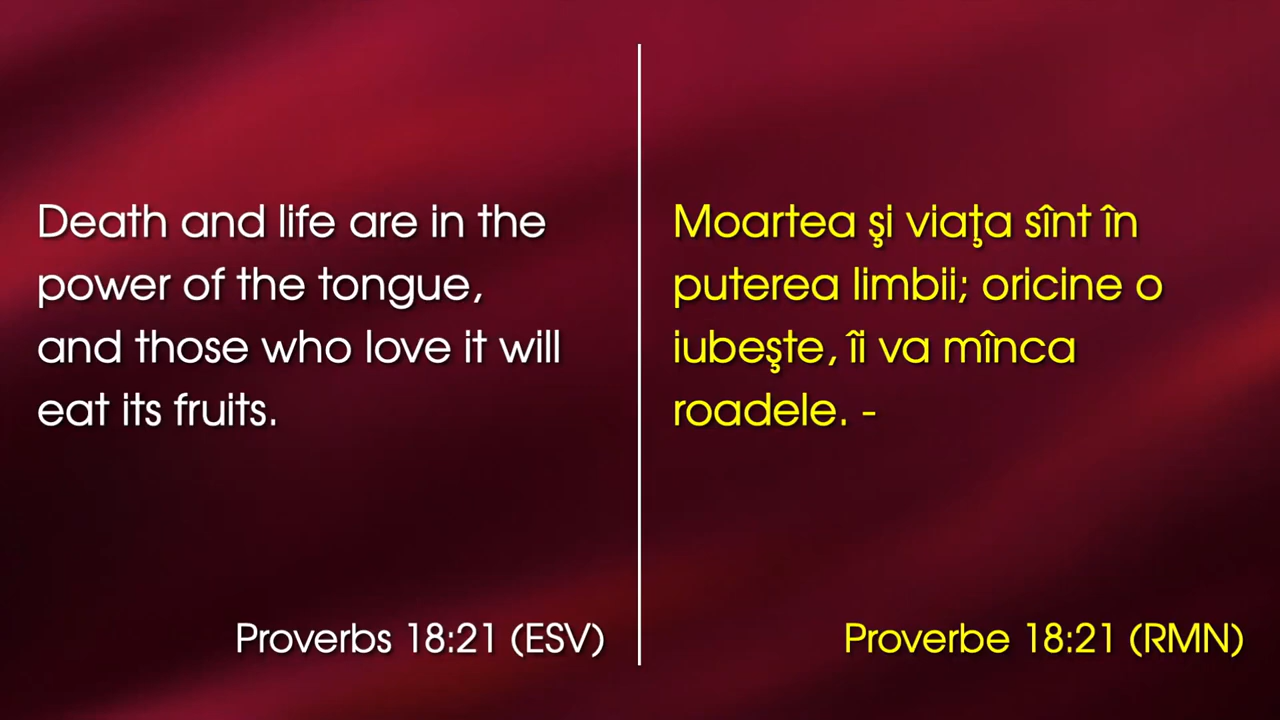 Death and life are in the
power of the tongue,
and those who love it will
eat its fruits.
Proverbs 18:21 (ESV)
Moartea şi viaţa sînt în
puterea limbii; oricine o
iubeşte, îi va mînca
roadele. -
Proverbe 18:21 (RMN)